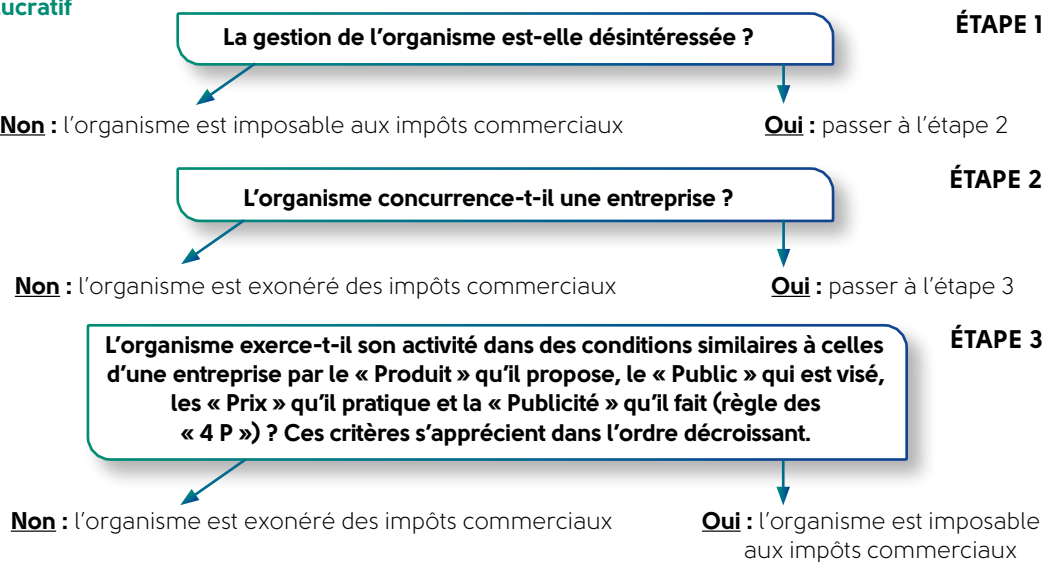 ucratif
La gestion de l’organisme est-elle désintéressée ?
ÉTAPE 1
Non : l’organisme est imposable aux impôts commerciaux
Oui : passer à l’étape 2
ÉTAPE 2
L’organisme concurrence-t-il une entreprise ?
Non : l’organisme est exonéré des impôts commerciaux
Oui : passer à l’étape 3
ÉTAPE 3
L’organisme exerce-t-il son activité dans des conditions similaires à celles
d’une entreprise par le « Produit » qu’il propose, le « Public » qui est visé,
les « Prix » qu’il pratique et la « Publicité » qu’il fait (règle des
« 4 P ») ? Ces critères s’apprécient dans l’ordre décroissant.
Non : l’organisme est exonéré des impôts commerciaux
Oui : l’organisme est imposable
aux impôts commerciaux